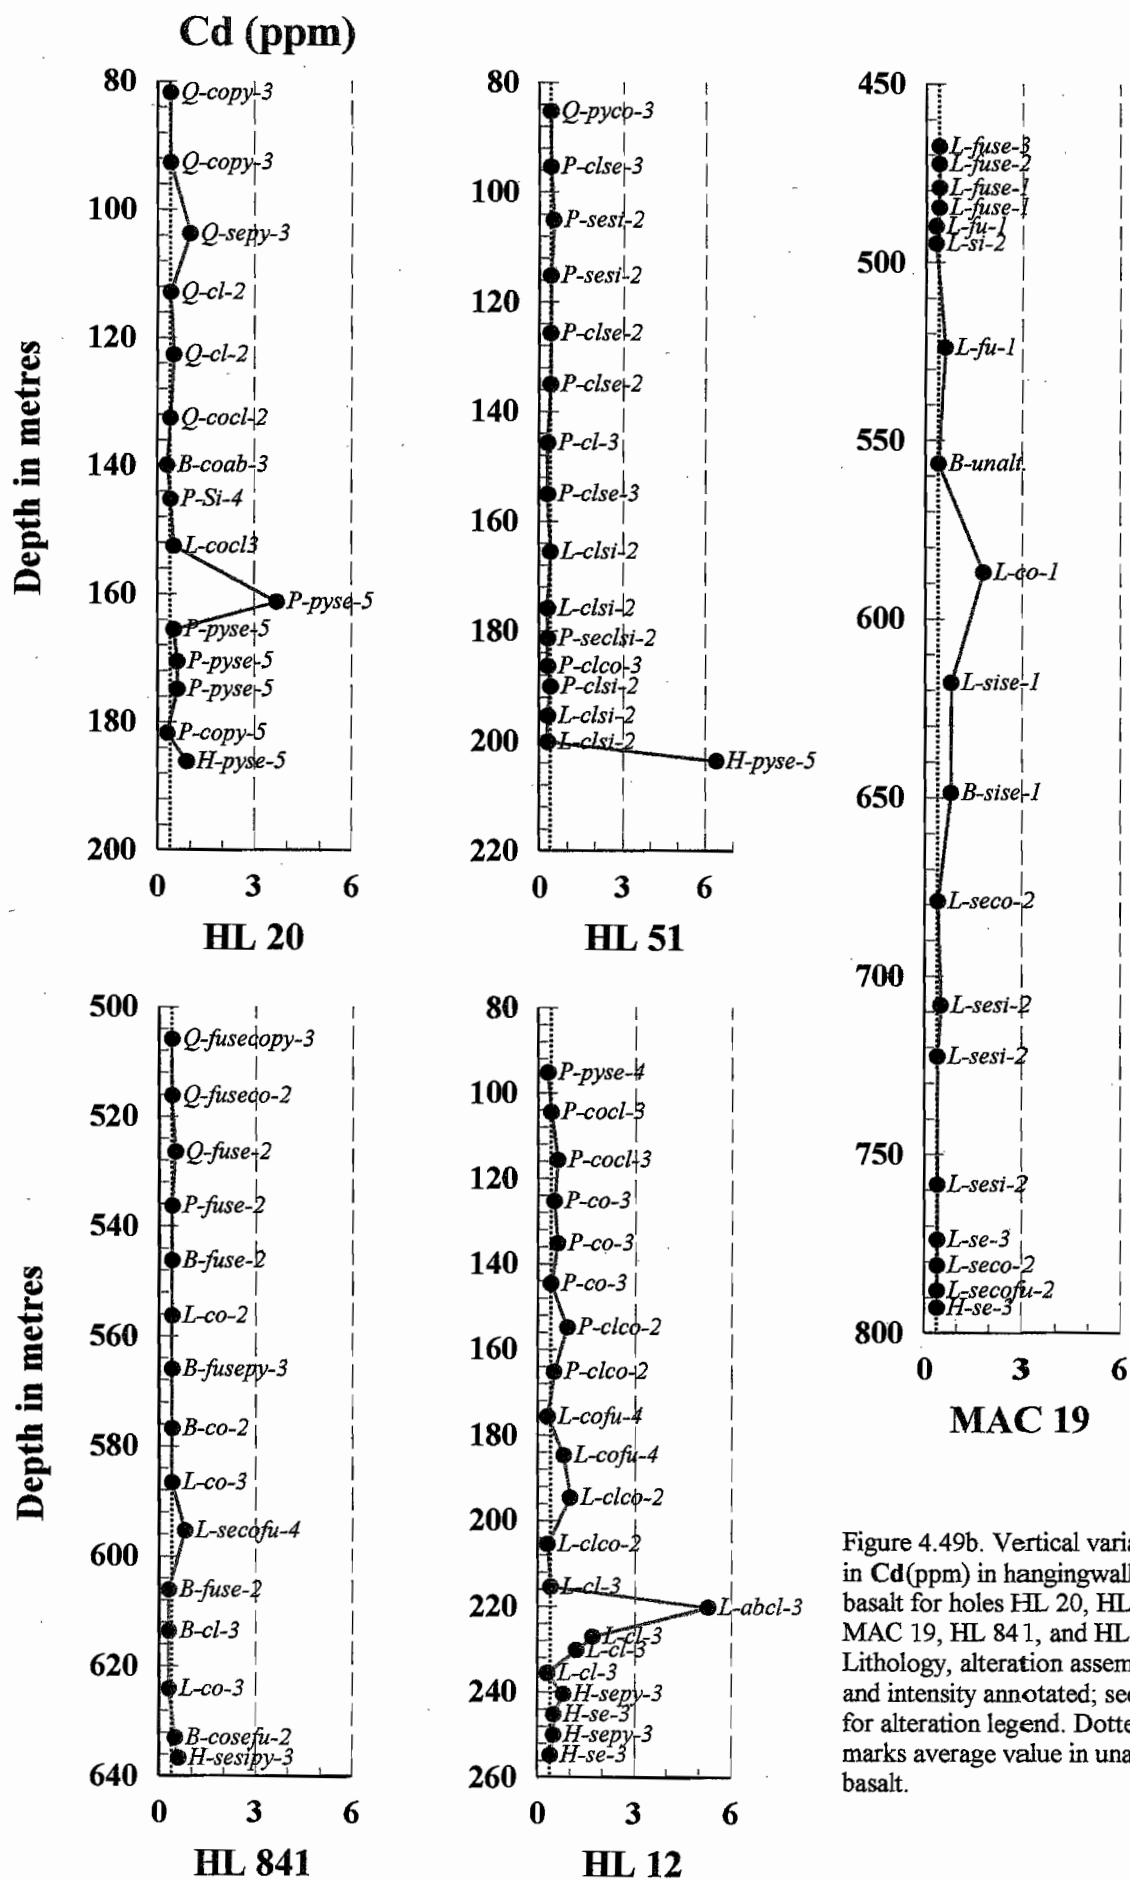 Cd (ppm)
Depth in metres
80
100
120
140
160
180
200
Q-copy-3
Q-copy-3
Q-sepy-3
Q-cl-2
Q-cl-2
Q-cocl-2
B-coab-3
P-Si-4
L-cocl3
P-pyse-5
P-pyse-5
P-pyse-5
P-pyse-5
P-copy-5
H-pyse-5
0 3 6
HL 20
80
100
120
140
160
180
200
220
Q-pyco-3
P-clse-3
P-sesi-2
P-sesi-2
P-clse-2
P-clse-2
P-cl-3
P-clse-3
L-clsi-2
L-clsi-2
P-seclsi-2
P-clco-3
P-clsi-2
L-clsi-2
L-clsi-2
H-pyse-5
0 3 6
HL 51
450
500
550
600
650
700
750
800
L-fuse-3
L-fuse-2
L-fuse-1
L-fuse-1
L-fu-1
L-si-2
L-fu-1
B-unalt.
L-co-1
L-sise-1
B-sise-1
L-seco-2
L-sesi-2
L-sesi-2
L-sesi-2
L-se-3
L-seco-2
L-secofu-2
H-se-3
0 3 6
MAC 19
Depth in metres
500
520
540
560
580
600
620
640
Q-fusecopy-3
Q-fuseco-2
Q-fuse-2
P-fuse-2
B-fuse-2
L-co-2
B-fusepy-3
B-co-2
L-co-3
L-secofu-4
B-fuse-2
B-cl-3
L-co-3
B-cosefu-2
H-sesipy-3
0 3 6
HL 841
80
100
120
140
160
180
200
220
240
260
P-pyse-4
P-cocl-3
P-cocl-3
P-co-3
P-co-3
P-co-3
P-clco-2
P-clco-2
L-cofu-4
L-cofu-4
L-clco-2
L-clco-2
L-cl-3
L-abcl-3
L-cl-3
L-cl-3
L-cl-3
H-sepy-3
H-se-3
H-sepy-3
H-se-3
0 3 6
HL 12
Figure 4.49b. Vertical varia
in Cd(ppm) in hangingwall
basalt for holes HL 20, HL
MAC 19, HL 841, and HL
Lithology, alteration assem
and intensity annotated; see
for alteration legend. Dotte
marks average value in una
basalt.